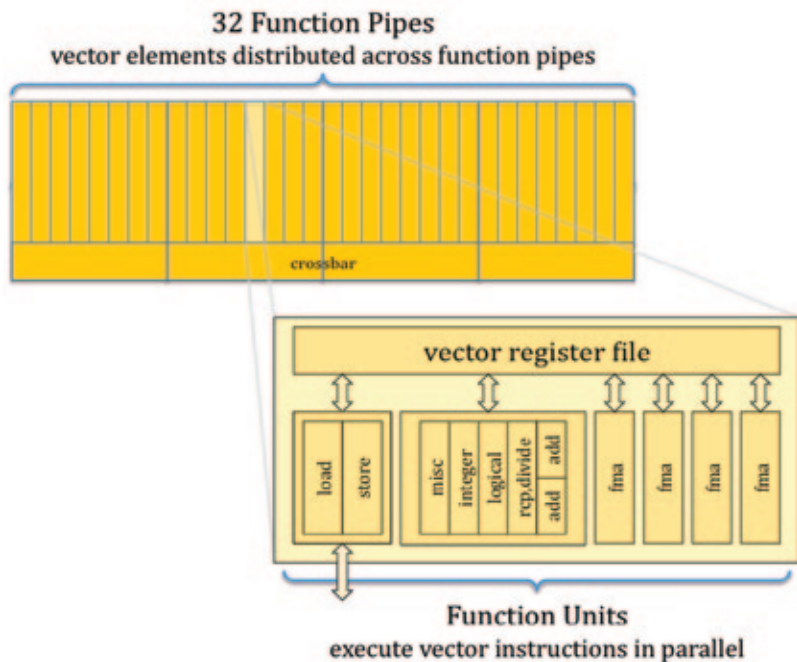 32 Function Pipes
vector elements distributed across function pipes
crossbar
vector register file
load
store
misc
integer
logical
rcp,divide
add
add
fma
fma
fma
fma
Function Units
execute vector instructions in parallel